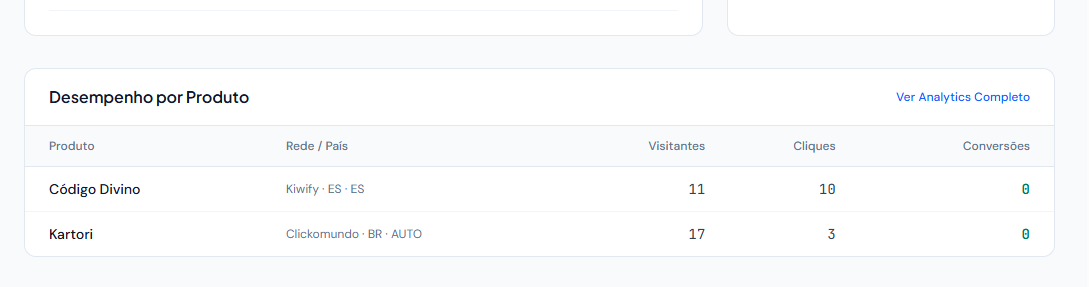 Desempenho por Produto
Ver Analytics Completo
Produto Rede / País Visitantes Cliques Conversões
Código Divino Kiwify · ES · ES 11 10 0
Kartori Clickomundo · BR · AUTO 17 3 0